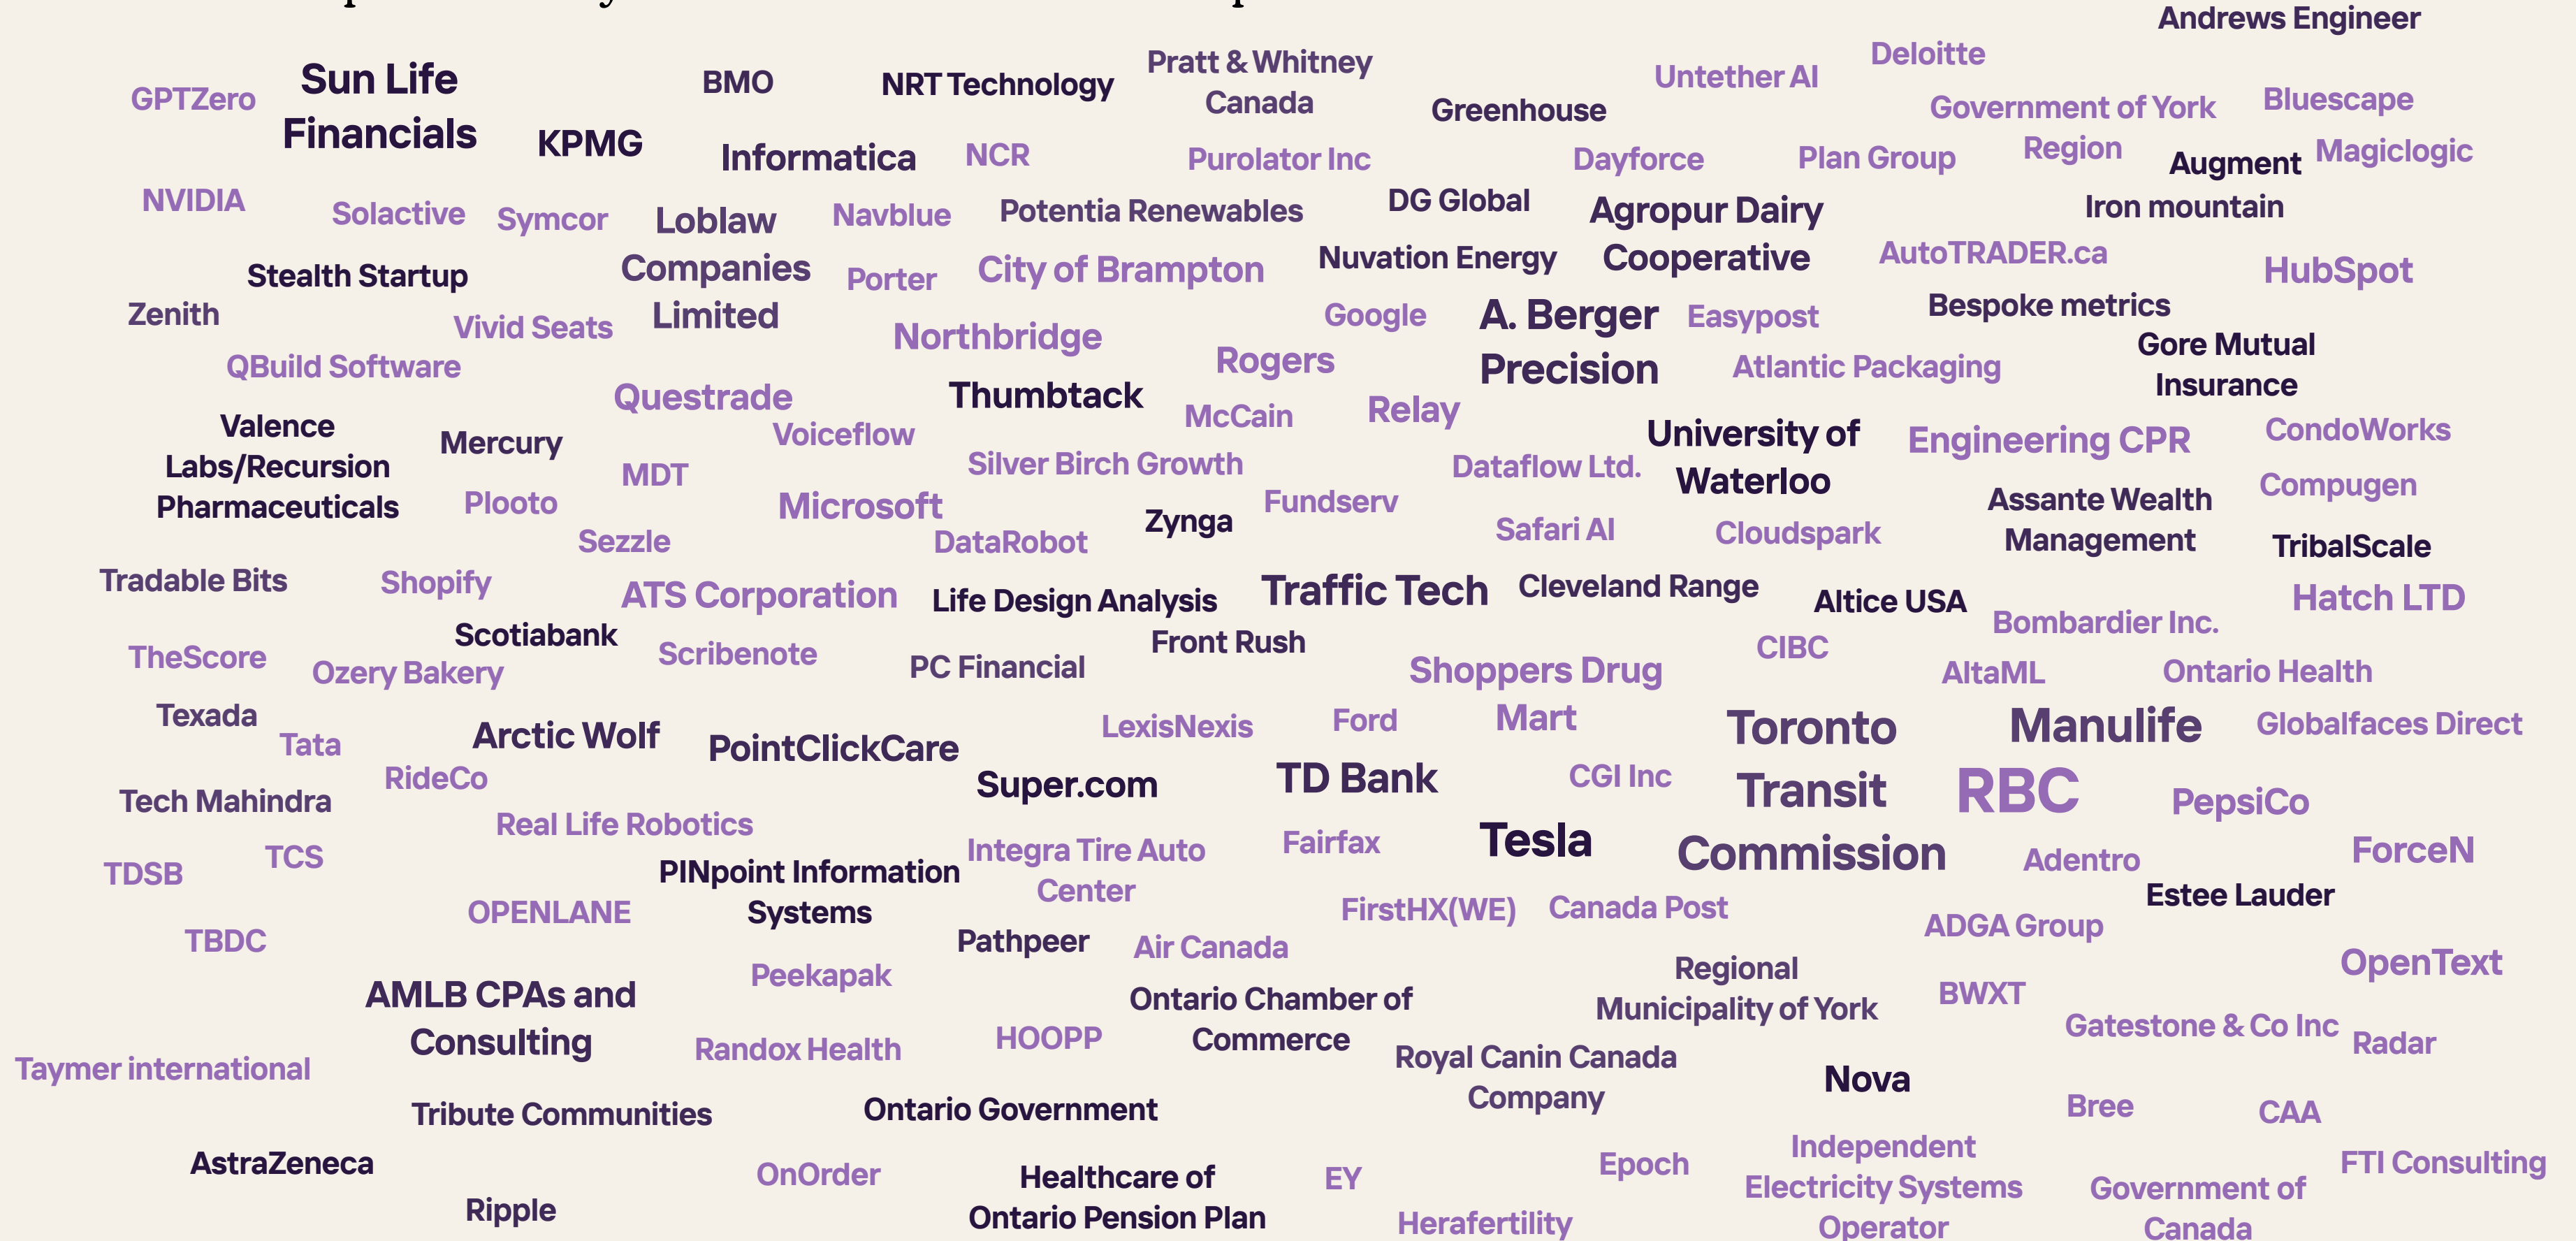 Andrews Engineer
Deloitte
Pratt & Whitney
Canada
Sun Life
Financials
BMO
NRT Technology
Untether AI
GPTZero
Greenhouse
Government of York
Region
Bluescape
KPMG
Informatica
NCR
Purolator Inc
Dayforce
Plan Group
Augment
Magiclogic
NVIDIA
Solactive
Symcor
Loblaw
Companies
Limited
Navblue
Potentia Renewables
DG Global
Agropur Dairy
Cooperative
Iron mountain
Stealth Startup
Porter
City of Brampton
Nuvation Energy
AutoTRADER.ca
HubSpot
Zenith
Vivid Seats
Northbridge
Google
A. Berger
Precision
Easypost
Bespoke metrics
QBuild Software
Rogers
Atlantic Packaging
Gore Mutual
Insurance
Questrade
Thumbtack
McCain
Relay
Valence
Labs/Recursion
Pharmaceuticals
Mercury
Voiceflow
University of
Waterloo
Engineering CPR
CondoWorks
MDT
Silver Birch Growth
Dataflow Ltd.
Plooto
Microsoft
Fundserv
Assante Wealth
Management
Compugen
Sezzle
DataRobot
Zynga
Safari AI
Cloudspark
TribalScale
Tradable Bits
Shopify
ATS Corporation
Life Design Analysis
Traffic Tech
Cleveland Range
Altice USA
Hatch LTD
Scotiabank
Front Rush
Bombardier Inc.
TheScore
Ozery Bakery
Scribenote
PC Financial
Shoppers Drug
Mart
CIBC
AltaML
Ontario Health
Texada
Tata
Arctic Wolf
PointClickCare
LexisNexis
Ford
Toronto
Transit
Commission
Manulife
Globalfaces Direct
RideCo
Super.com
TD Bank
CGI Inc
RBC
PepsiCo
Tech Mahindra
Real Life Robotics
Integra Tire Auto
Center
Fairfax
Tesla
Adentro
ForceN
TDSB
TCS
PINpoint Information
Systems
Estee Lauder
OPENLANE
FirstHX(WE)
Canada Post
ADGA Group
TBDC
Pathpeer
Air Canada
OpenText
Peekapak
Regional
Municipality of York
BWXT
AMLB CPAs and
Consulting
Ontario Chamber of
Commerce
Gatestone & Co Inc
Radar
Randox Health
HOOPP
Royal Canin Canada
Company
Taymer international
Nova
Tribute Communities
Ontario Government
Bree
CAA
AstraZeneca
OnOrder
Healthcare of
Ontario Pension Plan
EY
Epoch
Independent
Electricity Systems
Operator
FTI Consulting
Government of
Canada
Ripple
Herafertility